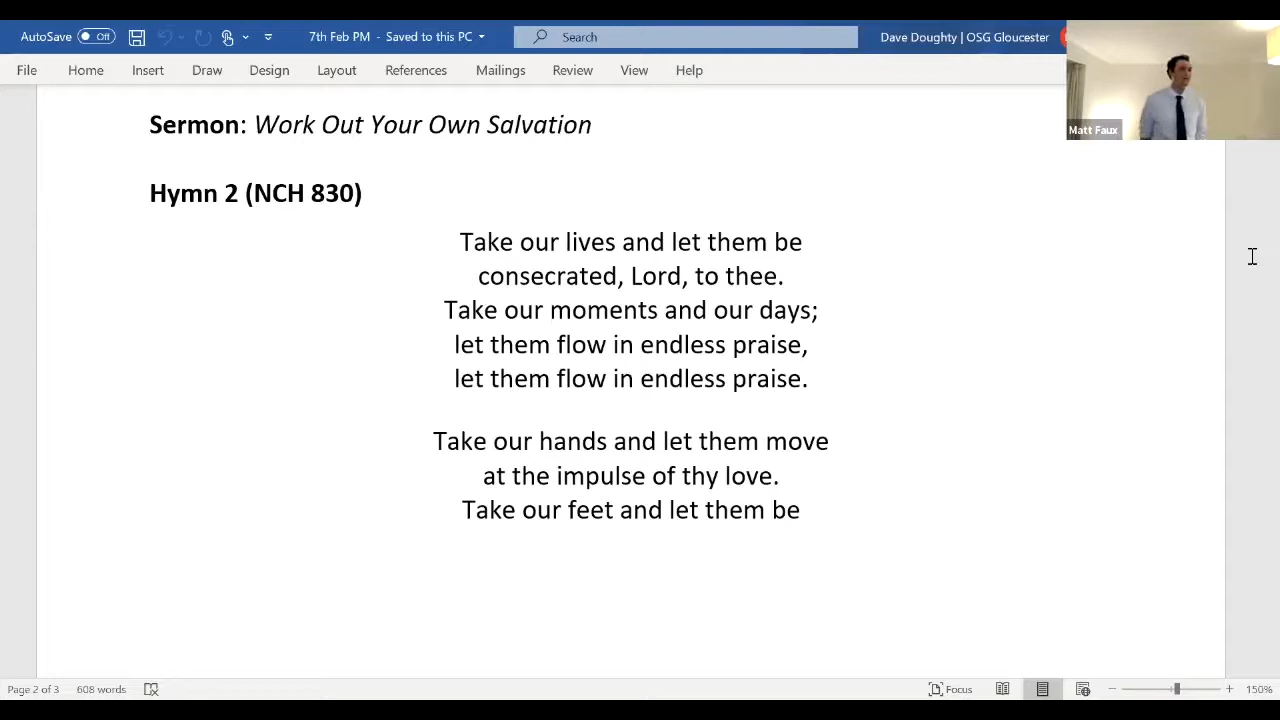 AutoSave Off 7th Feb PM - Saved to this PC Search Dave Doughty | OSG Gloucester
File Home Insert Draw Design Layout References Mailings Review View Help
Matt Faux
Sermon: Work Out Your Own Salvation
Hymn 2 (NCH 830)
Take our lives and let them be
consecrated, Lord, to thee.
Take our moments and our days;
let them flow in endless praise,
let them flow in endless praise.
Take our hands and let them move
at the impulse of thy love.
Take our feet and let them be
Page 2 of 3 608 words Focus 150%